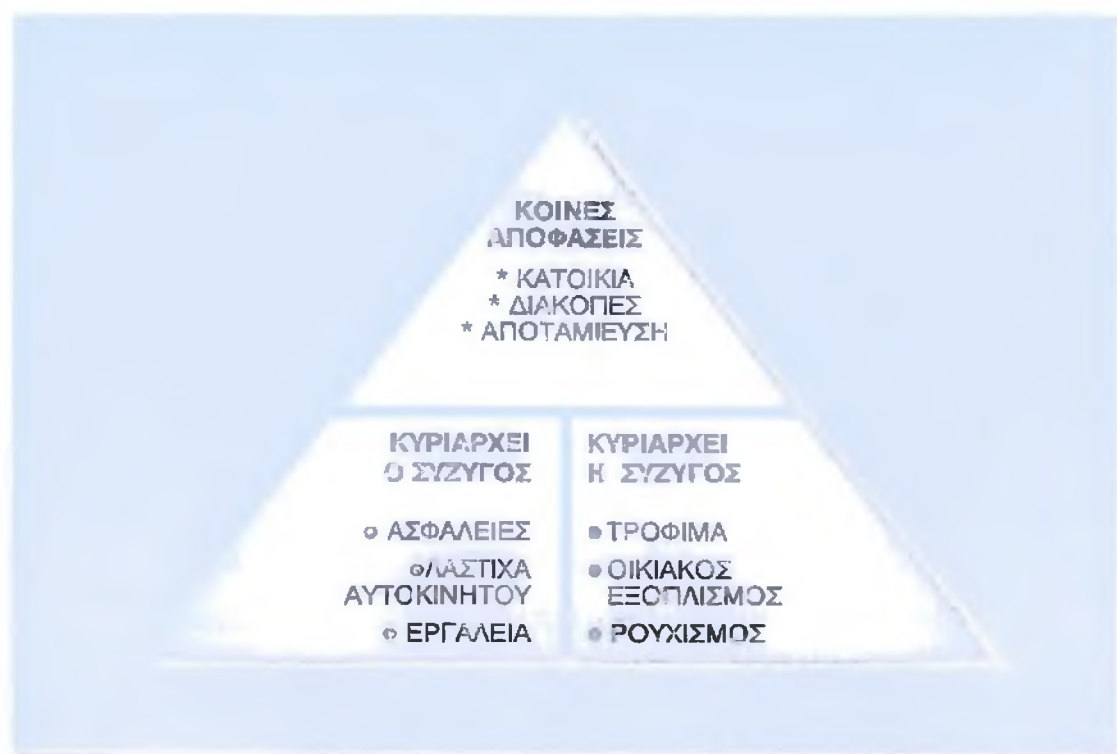 ΚΟΙΝΕΣ
ΑΠΟΦΑΣΕΙΣ
* ΚΑΤΟΙΚΙΑ
* ΔΙΑΚΟΠΕΣ
* ΑΠΟΤΑΜΙΕΥΣΗ
ΚΥΡΙΑΡΧΕΙ
Ο ΣΥΖΥΓΟΣ
• ΑΣΦΑΛΕΙΕΣ
• ΛΑΣΤΙΧΑ
ΑΥΤΟΚΙΝΗΤΟΥ
• ΕΡΓΑΛΕΙΑ
ΚΥΡΙΑΡΧΕΙ
Η ΣΥΖΥΓΟΣ
• ΤΡΟΦΙΜΑ
• ΟΙΚΙΑΚΟΣ
ΕΞΟΠΛΙΣΜΟΣ
• ΡΟΥΧΙΣΜΟΣ